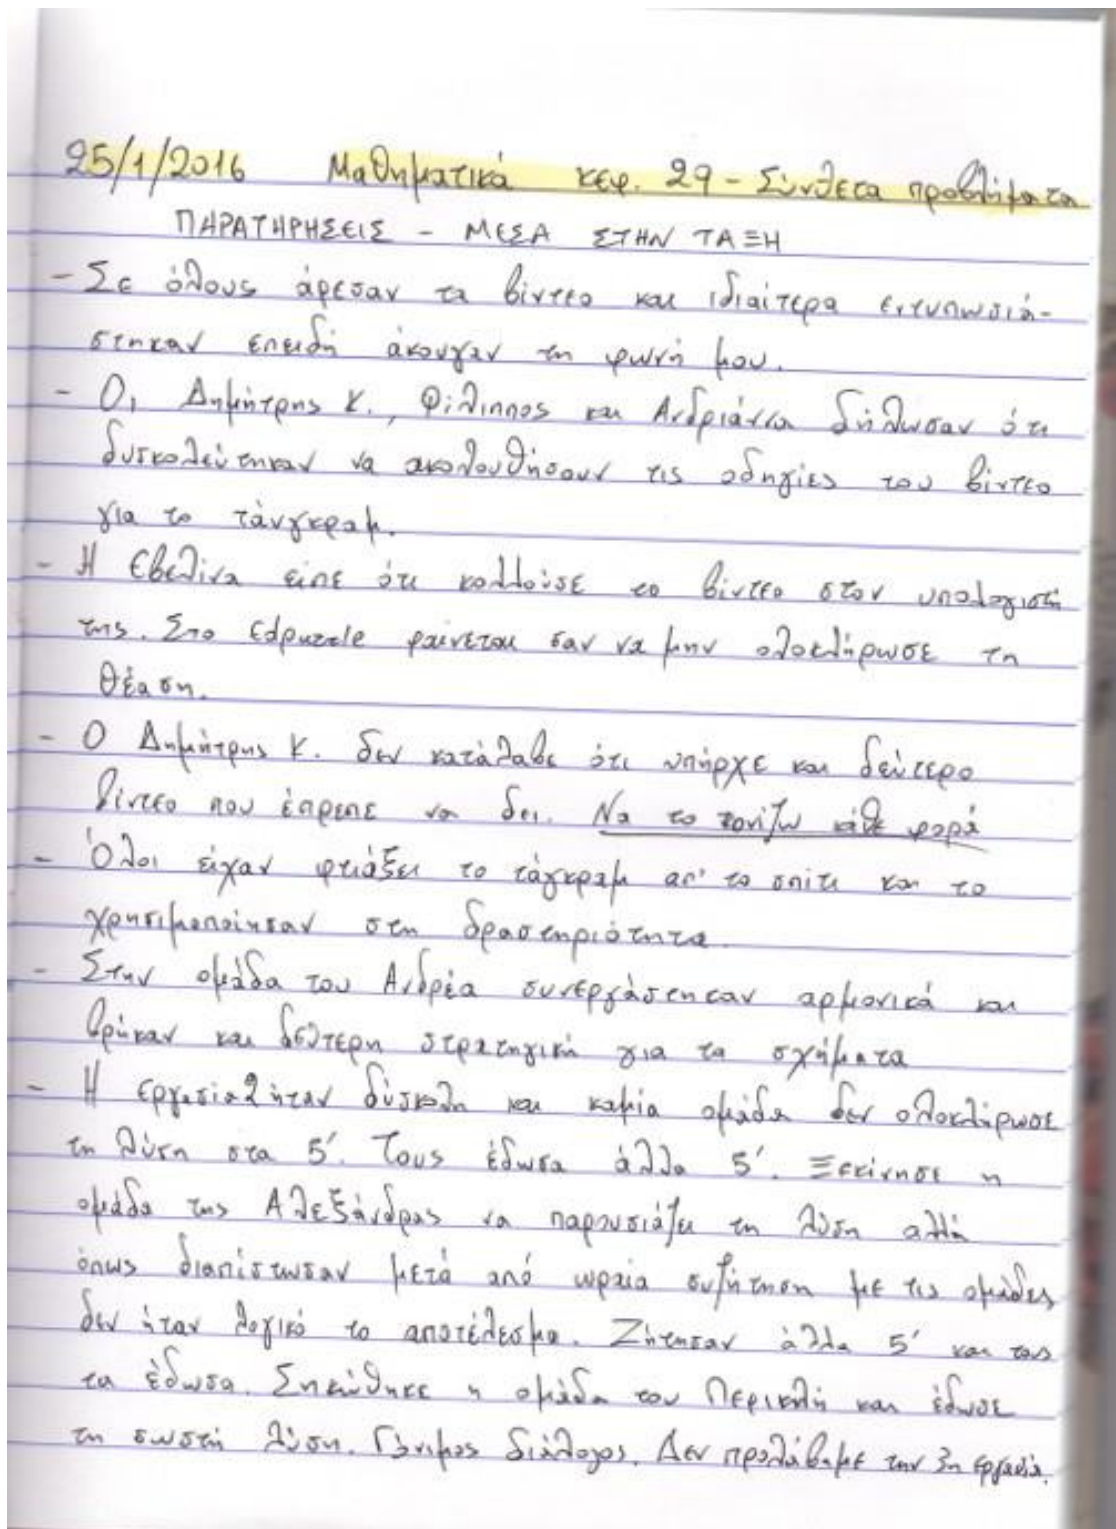 25/1/2016 Μαθηματικά κεφ. 29 - Σύνθετα προβλήματα
ΠΑΡΑΤΗΡΗΣΕΙΣ - ΜΕΣΑ ΣΤΗΝ ΤΑΞΗ
- Σε όλους άρεσαν τα βίντεο και ιδιαίτερα εντυπωσιά-
στηκαν επειδή άκουγαν τη φωνή μου.
- Οι Δημήτρης Κ., Φίλιππος και Ανδριάννα δήλωσαν ότι
δυσκολεύτηκαν να ακολουθήσουν τις οδηγίες του βίντεο
για το τάνγκραμ.
- Η Εβελίνα είπε ότι κολλούσε το βίντεο στον υπολογιστή
της. Στο Edpuzzle φαίνεται σαν να μην ολοκλήρωσε τη
θέαση.
- Ο Δημήτρης Κ. δεν κατάλαβε ότι υπήρχε και δεύτερο
βίντεο που έπρεπε να δει. Να το τονίζω κάθε φορά
- Όλοι είχαν φτιάξει το τάγκραμ απ' το σπίτι και το
χρησιμοποίησαν στη δραστηριότητα.
- Στην ομάδα του Ανδρέα συνεργάστηκαν αρμονικά και
βρήκαν και δεύτερη στρατηγική για τα σχήματα
- Η εργασία 2 ήταν δύσκολη και καμία ομάδα δεν ολοκλήρωσε
τη λύση στα 5'. Τους έδωσα άλλα 5'. Ξεκίνησε η
ομάδα της Αλεξάνδρας να παρουσιάζει τη λύση αλλά
όπως διαπίστωσαν μετά από ωραία συζήτηση με τις ομάδες
δεν ήταν λογικό το αποτέλεσμα. Ζήτησαν άλλα 5' και τους
τα έδωσα. Σηκώθηκε η ομάδα του Περικλή και έδωσε
τη σωστή λύση. Γόνιμος διάλογος. Δεν προλάβαμε την 3η εργασία.